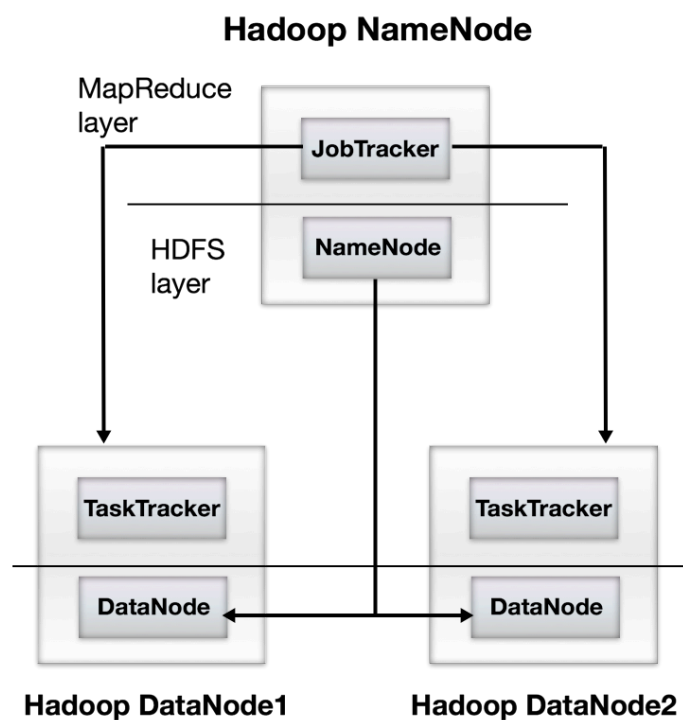 Hadoop NameNode
MapReduce
layer
JobTracker
HDFS
layer
NameNode
TaskTracker
TaskTracker
DataNode
DataNode
Hadoop DataNode1
Hadoop DataNode2